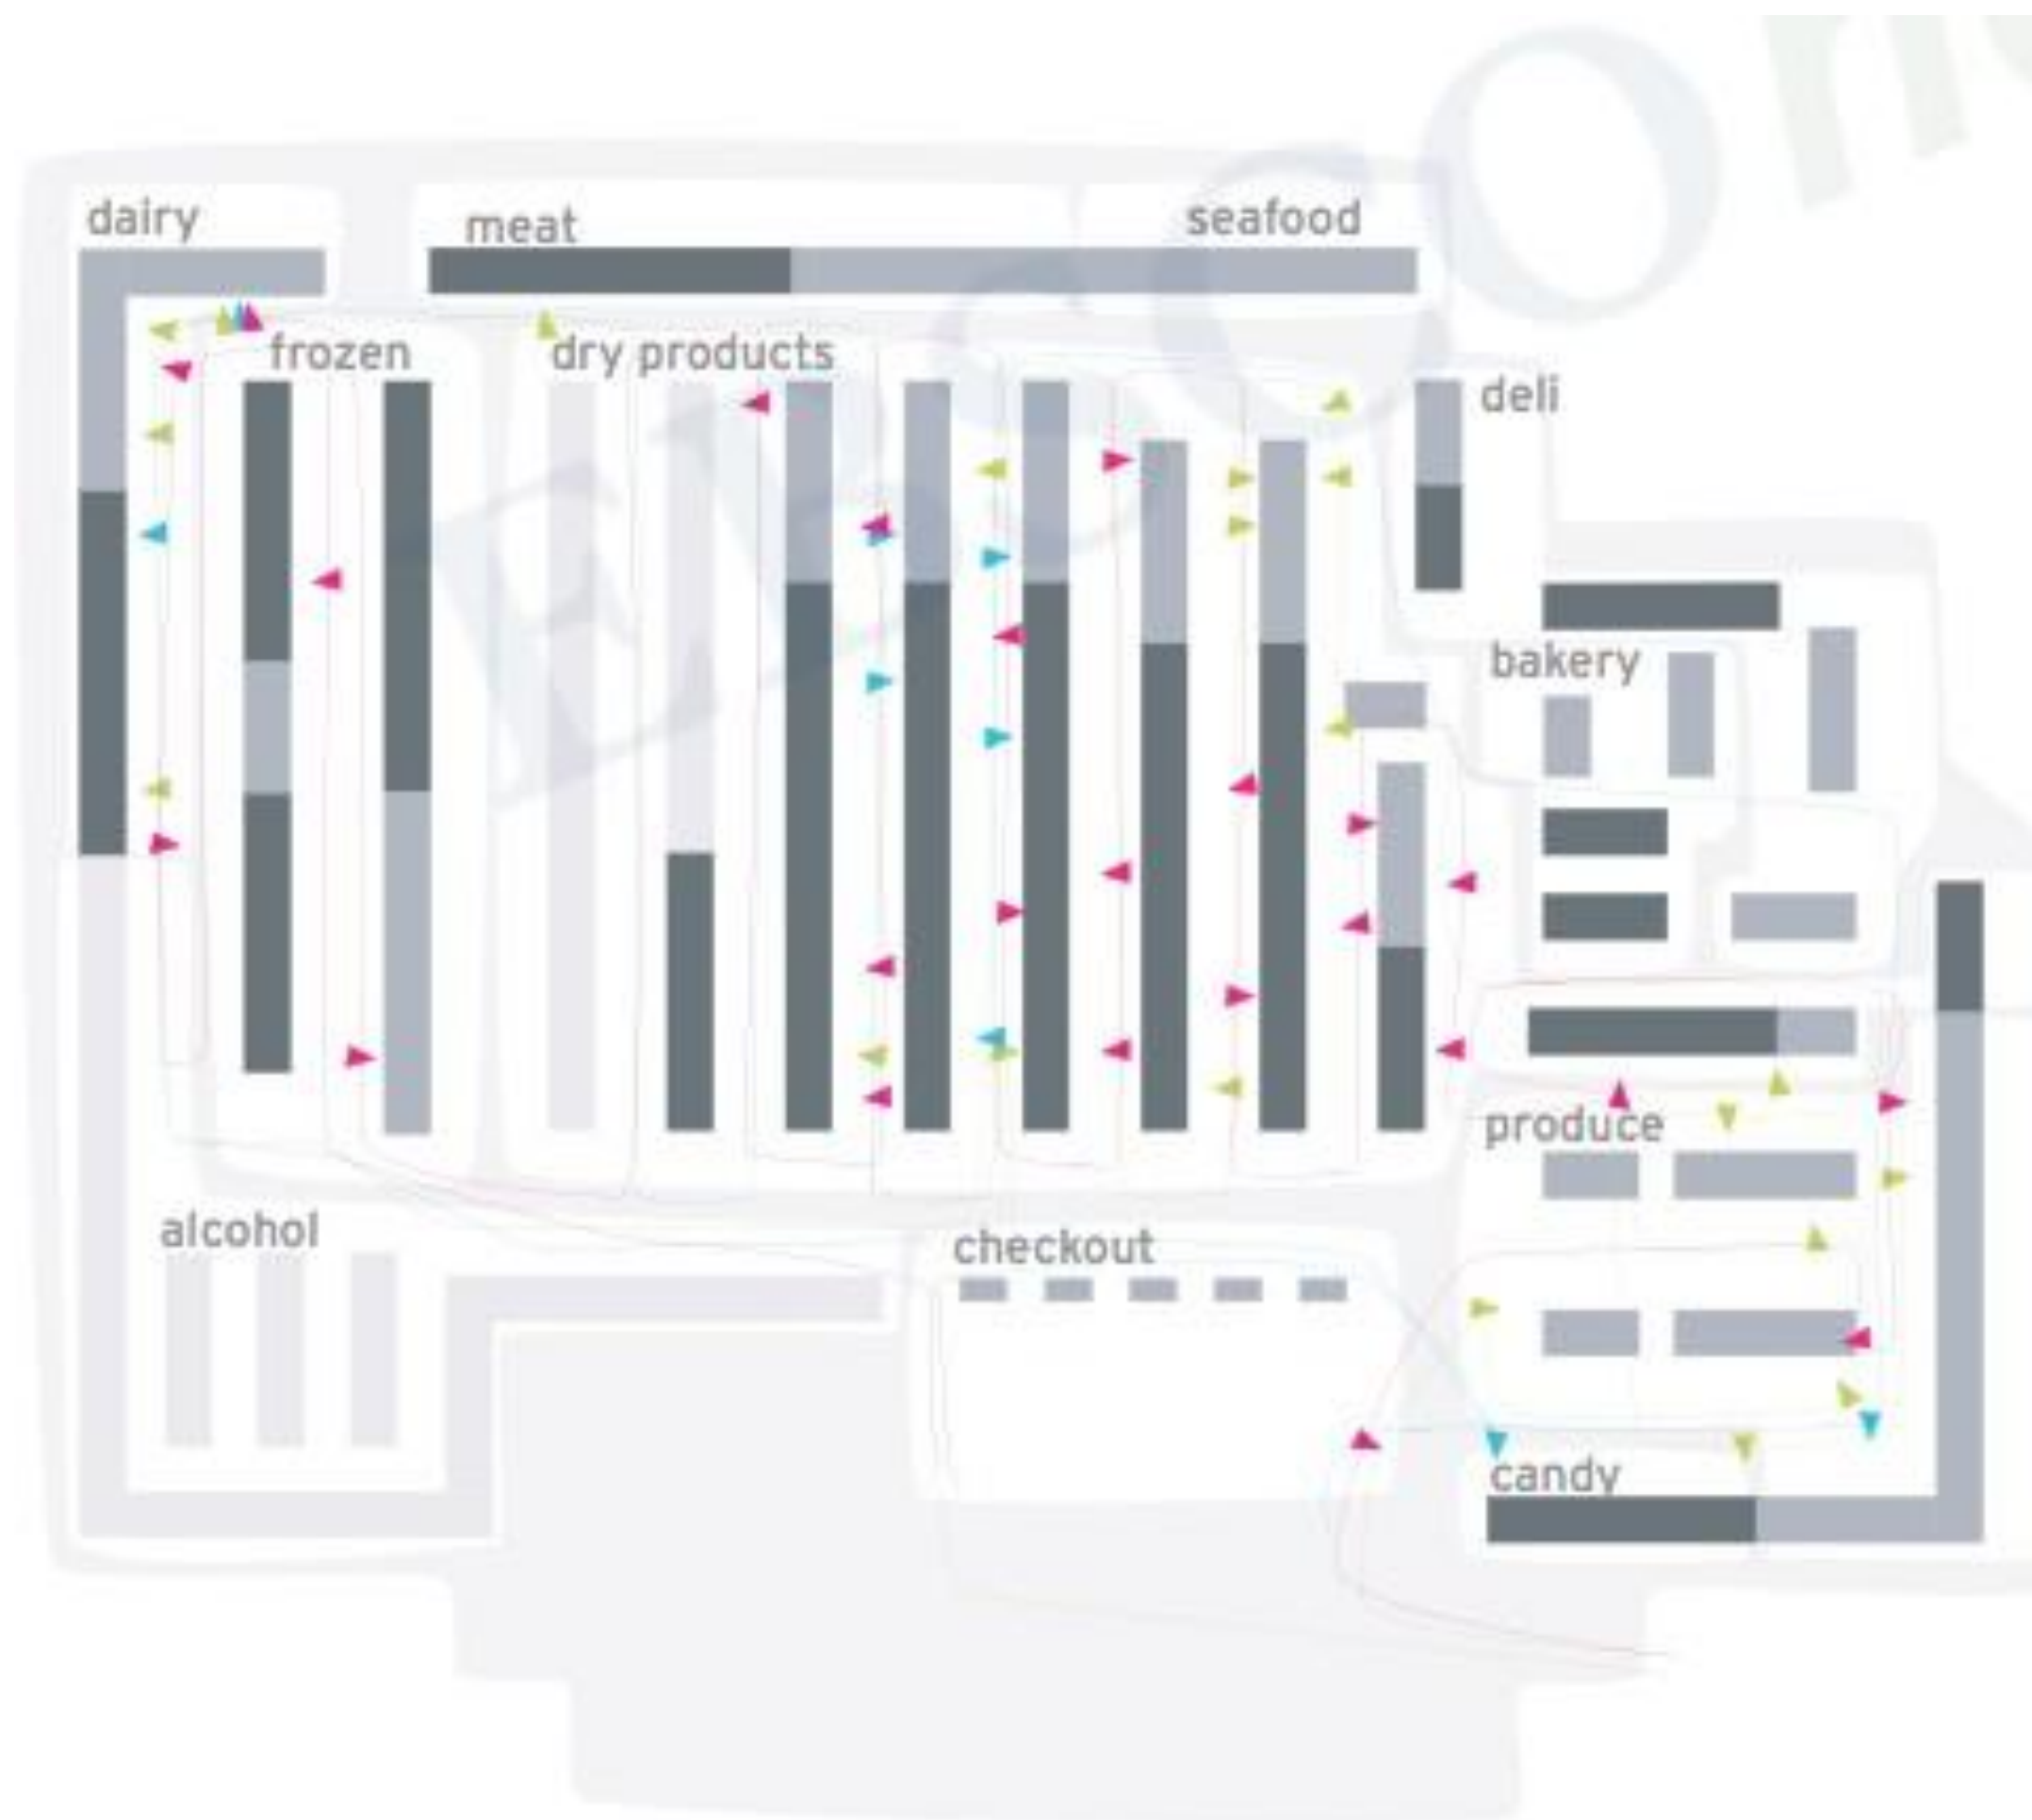 dairy
meat
seafood
frozen
dry products
deli
bakery
produce
alcohol
checkout
candy